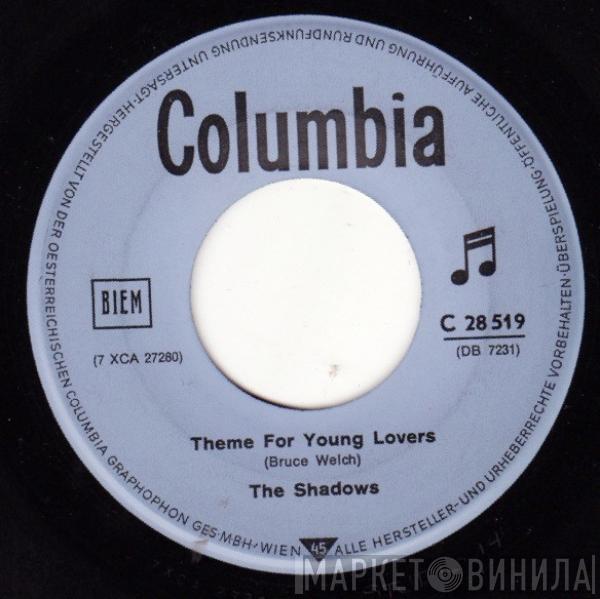 HERGESTELLT VON DER OESTERREICHISCHEN COLUMBIA GRAPHOPHON GES·MBH·WIEN 45 ALLE HERSTELLER- UND URHEBERRECHTE VORBEHALTEN·ÜBERSPIELUNG·ÖFFENTLICHE AUFFÜHRUNG UND RUNDFUNKSENDUNG UNTERSAGT·
Columbia
BIEM
(7 XCA 27280)
C 28 519
(DB 7231)
Theme For Young Lovers
(Bruce Welch)
The Shadows
МАРКЕТ ВИНИЛА